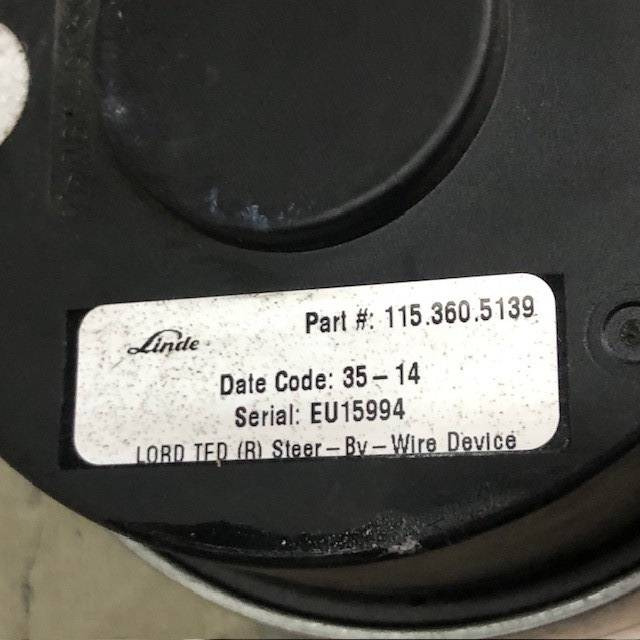 Linde
Part #: 115.360.5139
Date Code: 35-14
Serial: EU15994
LORD TFD (R) Steer-By-Wire Device